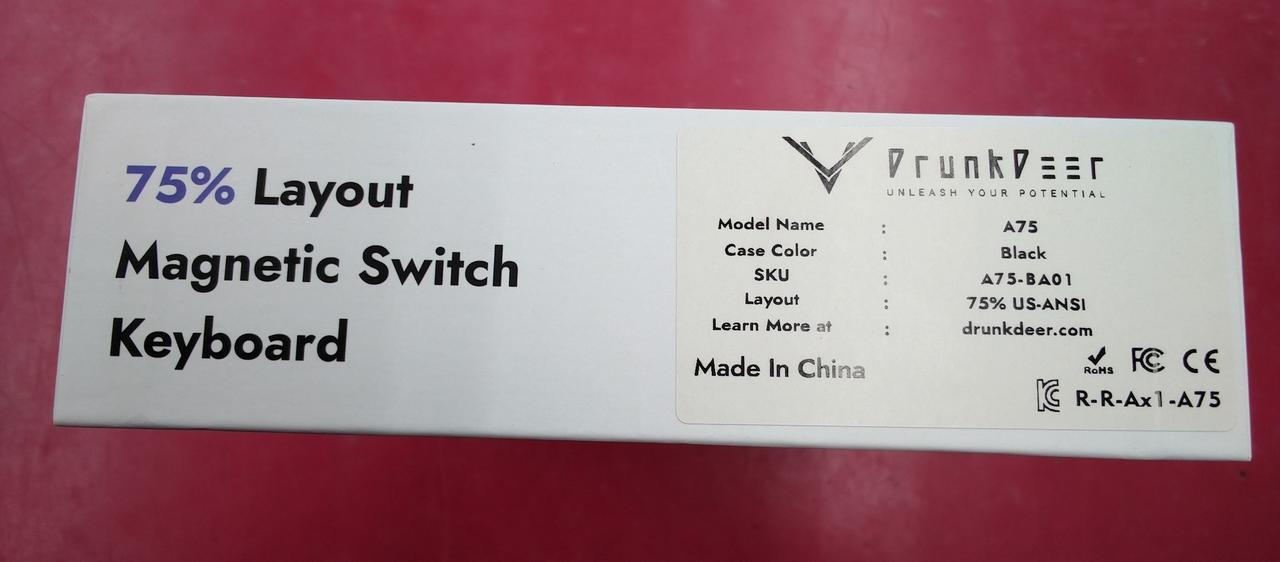 75% Layout
Magnetic Switch
Keyboard
DrunkDeer
UNLEASH YOUR POTENTIAL
Model Name : A75
Case Color : Black
SKU : A75-BA01
Layout : 75% US-ANSI
Learn More at : drunkdeer.com
Made In China
RoHS FC CE
KC R-R-Ax1-A75